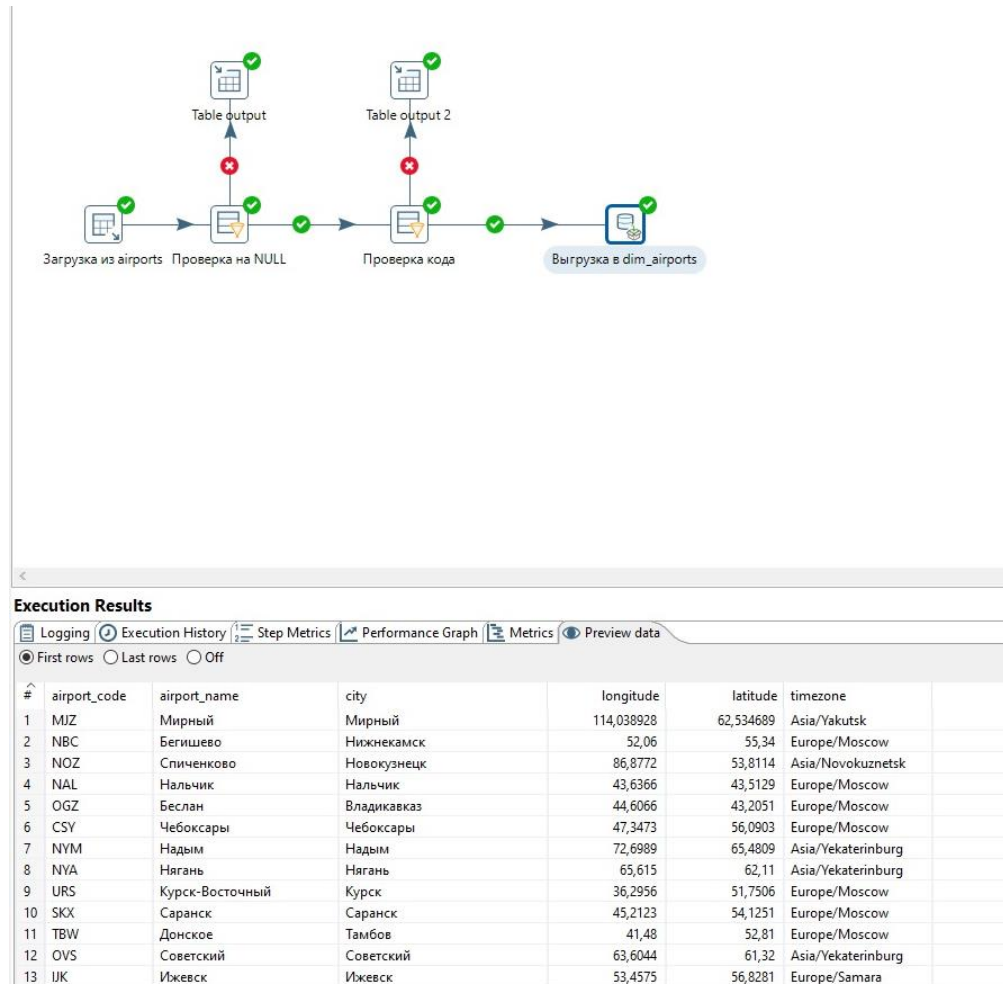 Table output Table output 2
Загрузка из airports Проверка на NULL Проверка кода Выгрузка в dim_airports
Execution Results
Logging Execution History Step Metrics Performance Graph Metrics Preview data
First rows Last rows Off
# airport_code airport_name city longitude latitude timezone
1 MJZ Мирный Мирный 114,038928 62,534689 Asia/Yakutsk
2 NBC Бегишево Нижнекамск 52,06 55,34 Europe/Moscow
3 NOZ Спиченково Новокузнецк 86,8772 53,8114 Asia/Novokuznetsk
4 NAL Нальчик Нальчик 43,6366 43,5129 Europe/Moscow
5 OGZ Беслан Владикавказ 44,6066 43,2051 Europe/Moscow
6 CSY Чебоксары Чебоксары 47,3473 56,0903 Europe/Moscow
7 NYM Надым Надым 72,6989 65,4809 Asia/Yekaterinburg
8 NYA Нягань Нягань 65,615 62,11 Asia/Yekaterinburg
9 URS Курск-Восточный Курск 36,2956 51,7506 Europe/Moscow
10 SKX Саранск Саранск 45,2123 54,1251 Europe/Moscow
11 TBW Донское Тамбов 41,48 52,81 Europe/Moscow
12 OVS Советский Советский 63,6044 61,32 Asia/Yekaterinburg
13 IJK Ижевск Ижевск 53,4575 56,8281 Europe/Samara